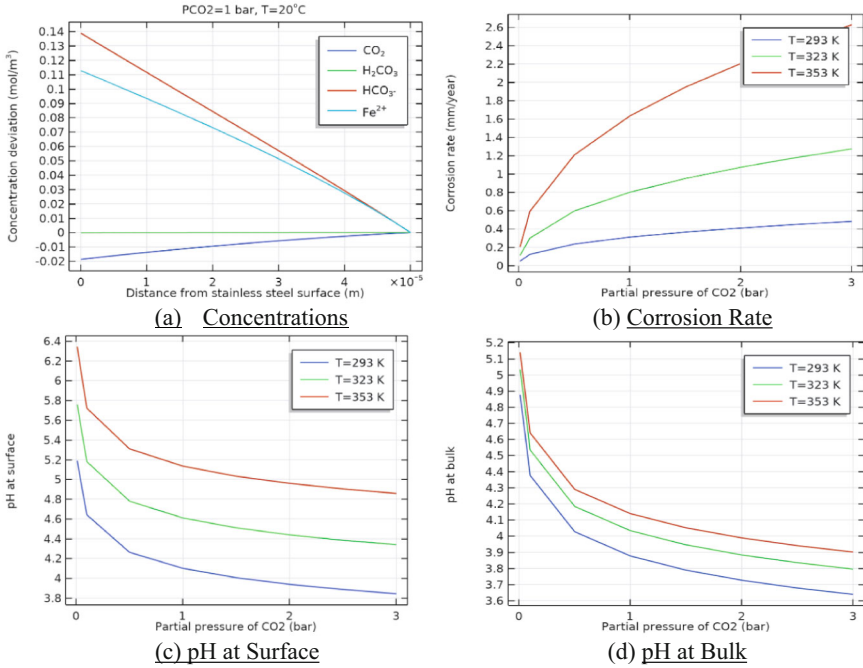 PCO2=1 bar, T=20°C
Concentration deviation (mol/m³)
0.14
0.13
0.12
0.11
0.1
0.09
0.08
0.07
0.06
0.05
0.04
0.03
0.02
0.01
0
-0.01
-0.02
CO₂
H₂CO₃
HCO₃-
Fe²⁺
0 1 2 3 4 ×10⁻⁵
Distance from stainless steel surface (m)
(a) Concentrations
Corrosion rate (mm/year)
2.6
2.4
2.2
2
1.8
1.6
1.4
1.2
1
0.8
0.6
0.4
0.2
0
T=293 K
T=323 K
T=353 K
0 1 2 3
Partial pressure of CO2 (bar)
(b) Corrosion Rate
pH at surface
6.4
6.2
6
5.8
5.6
5.4
5.2
5
4.8
4.6
4.4
4.2
4
3.8
T=293 K
T=323 K
T=353 K
0 1 2 3
Partial pressure of CO2 (bar)
(c) pH at Surface
pH at bulk
5.2
5.1
5
4.9
4.8
4.7
4.6
4.5
4.4
4.3
4.2
4.1
4
3.9
3.8
3.7
3.6
T=293 K
T=323 K
T=353 K
0 1 2 3
Partial pressure of CO2 (bar)
(d) pH at Bulk